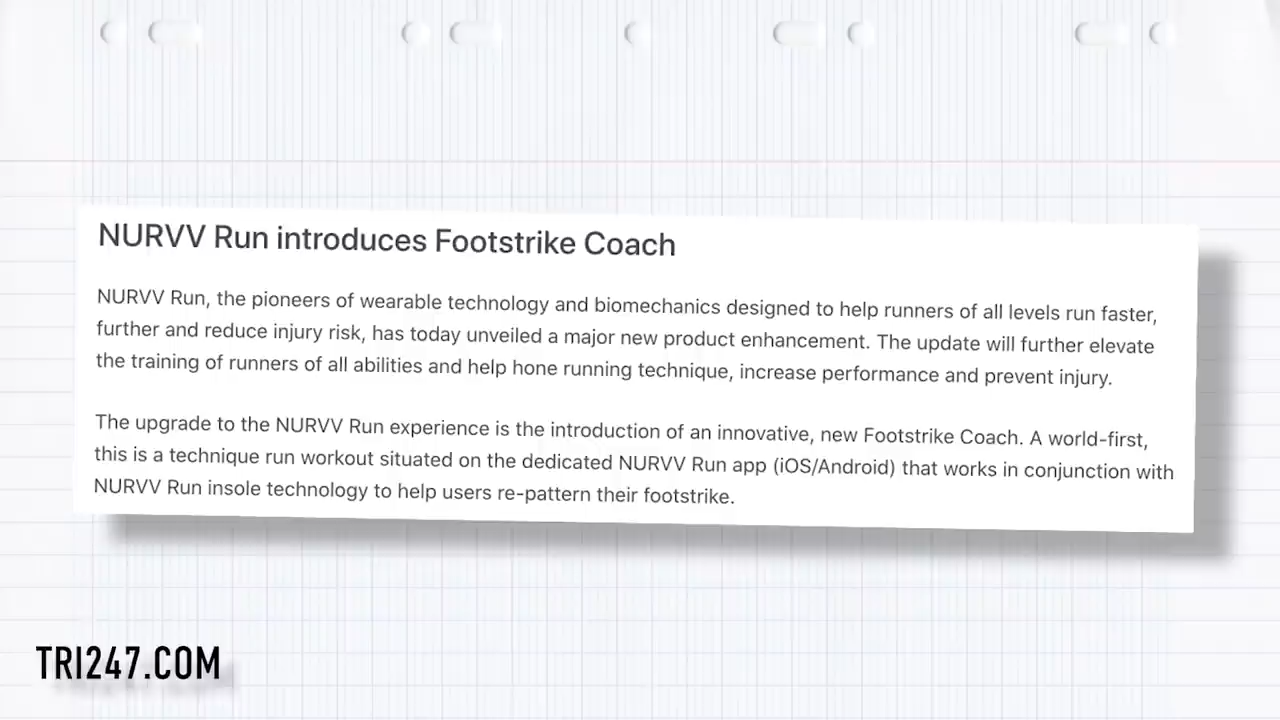 NURVV Run introduces Footstrike Coach
NURVV Run, the pioneers of wearable technology and biomechanics designed to help runners of all levels run faster,
further and reduce injury risk, has today unveiled a major new product enhancement. The update will further elevate
the training of runners of all abilities and help hone running technique, increase performance and prevent injury.
The upgrade to the NURVV Run experience is the introduction of an innovative, new Footstrike Coach. A world-first,
this is a technique run workout situated on the dedicated NURVV Run app (iOS/Android) that works in conjunction with
NURVV Run insole technology to help users re-pattern their footstrike.
TRI247.COM